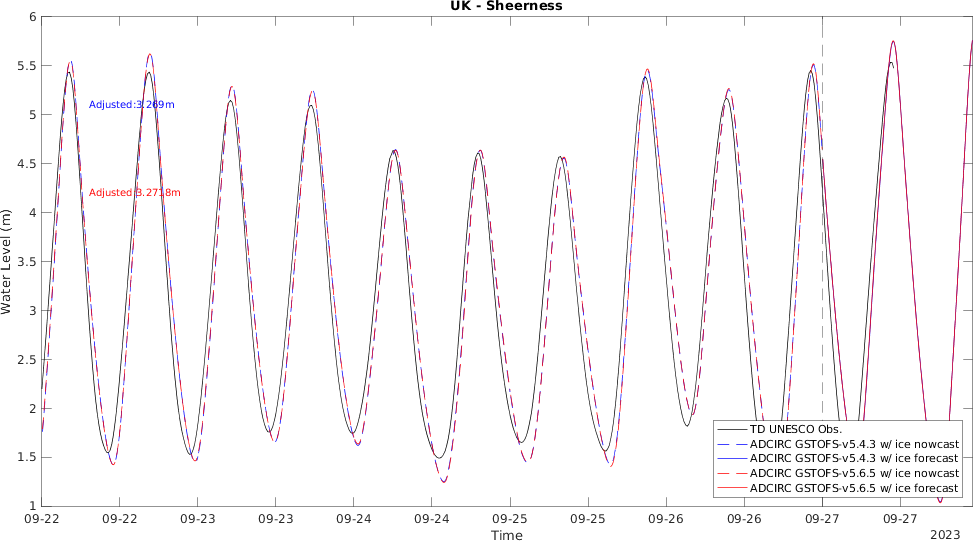 UK - Sheerness
6
5.5
5
4.5
4
3.5
3
2.5
2
1.5
1
Water Level (m)
Adjusted:3.269m
Adjusted:3.2718m
TD UNESCO Obs.
ADCIRC GSTOFS-v5.4.3 w/ ice nowcast
ADCIRC GSTOFS-v5.4.3 w/ ice forecast
ADCIRC GSTOFS-v5.6.5 w/ ice nowcast
ADCIRC GSTOFS-v5.6.5 w/ ice forecast
09-22 09-22 09-23 09-23 09-24 09-24 09-25 09-25 09-26 09-26 09-27 09-27
Time
2023